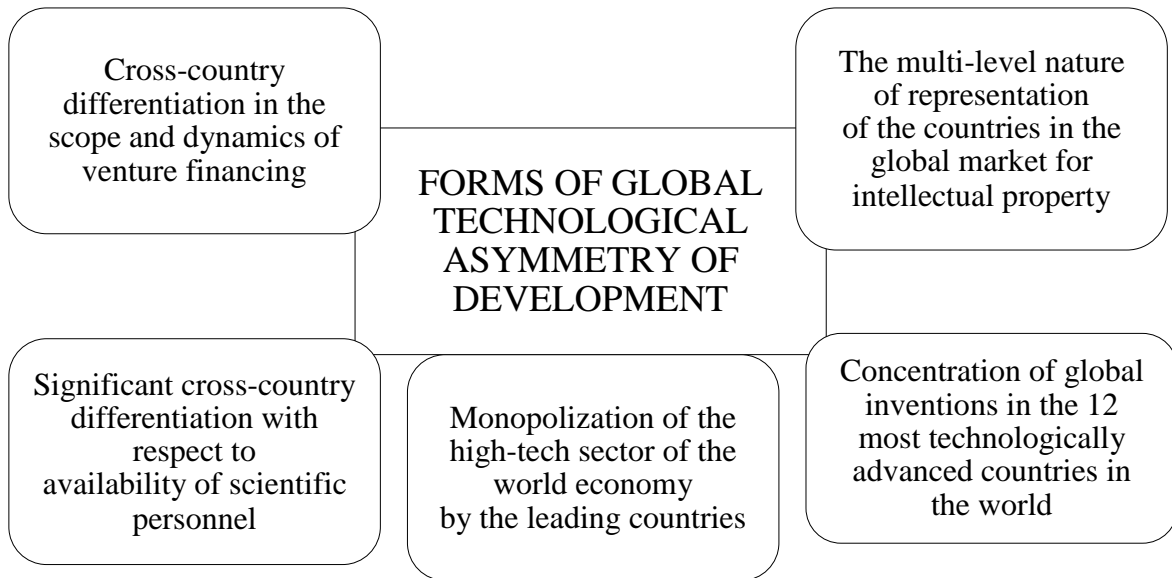 Cross-country
differentiation in the
scope and dynamics of
venture financing
The multi-level nature
of representation
of the countries in the
global market for
intellectual property
FORMS OF GLOBAL
TECHNOLOGICAL
ASYMMETRY OF
DEVELOPMENT
Significant cross-country
differentiation with
respect to
availability of scientific
personnel
Monopolization of the
high-tech sector of the
world economy
by the leading countries
Concentration of global
inventions in the 12
most technologically
advanced countries in
the world